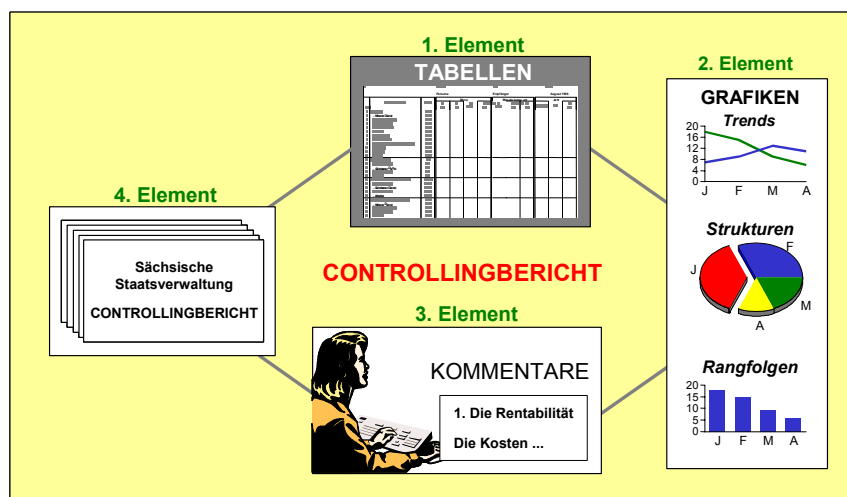 1. Element
TABELLEN
2. Element
GRAFIKEN
Trends
20
16
12
8
4
0
J F M A
Strukturen
F
J
M
A
Rangfolgen
20
15
10
5
0
J F M A
3. Element
KOMMENTARE
1. Die Rentabilität
Die Kosten ...
4. Element
Sächsische
Staatsverwaltung
CONTROLLINGBERICHT
CONTROLLINGBERICHT